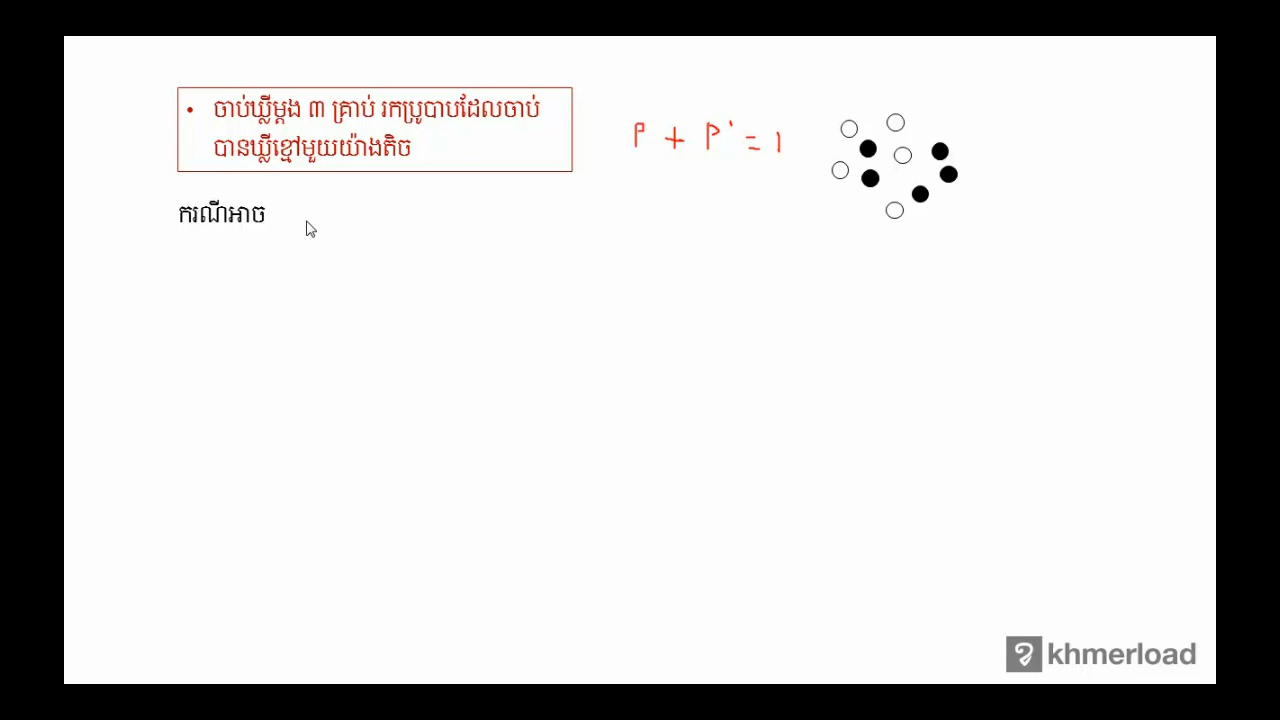 • ចាប់ឃ្លីម្តង ៣ គ្រាប់ រកប្រូបាបដែលចាប់
បានឃ្លីខ្មៅមួយយ៉ាងតិច
P + P' = 1
ករណីអាច
khmerload